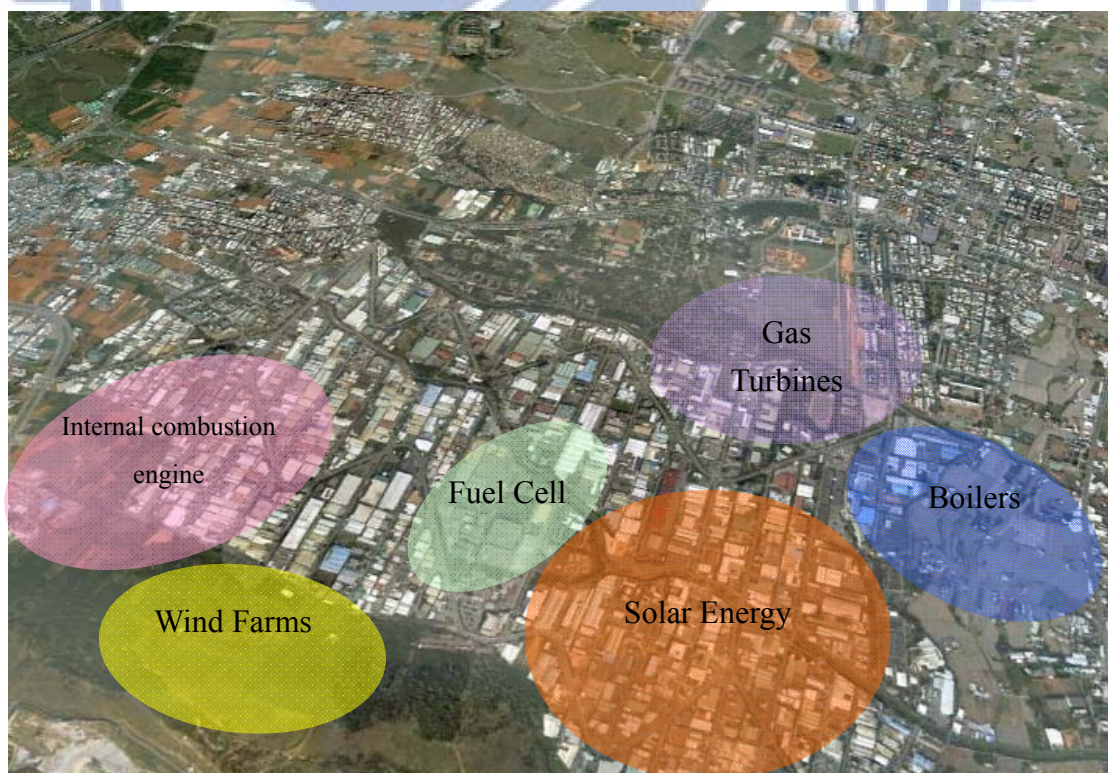 Gas
Turbines
Internal combustion
engine
Fuel Cell
Boilers
Wind Farms
Solar Energy